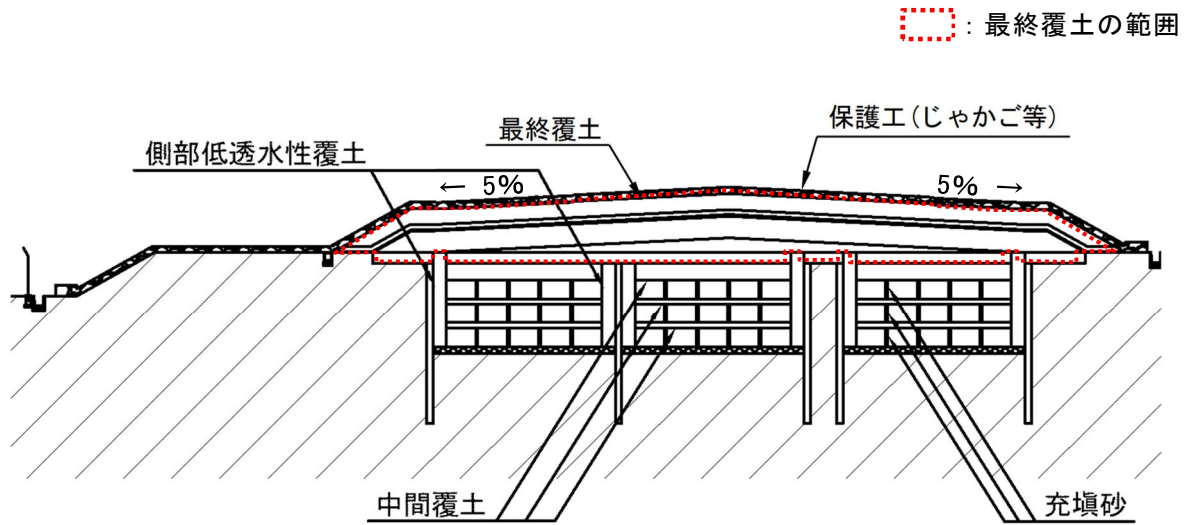 ：最終覆土の範囲
保護工(じゃかご等)
最終覆土
側部低透水性覆土
← 5%
5% →
中間覆土
充塡砂